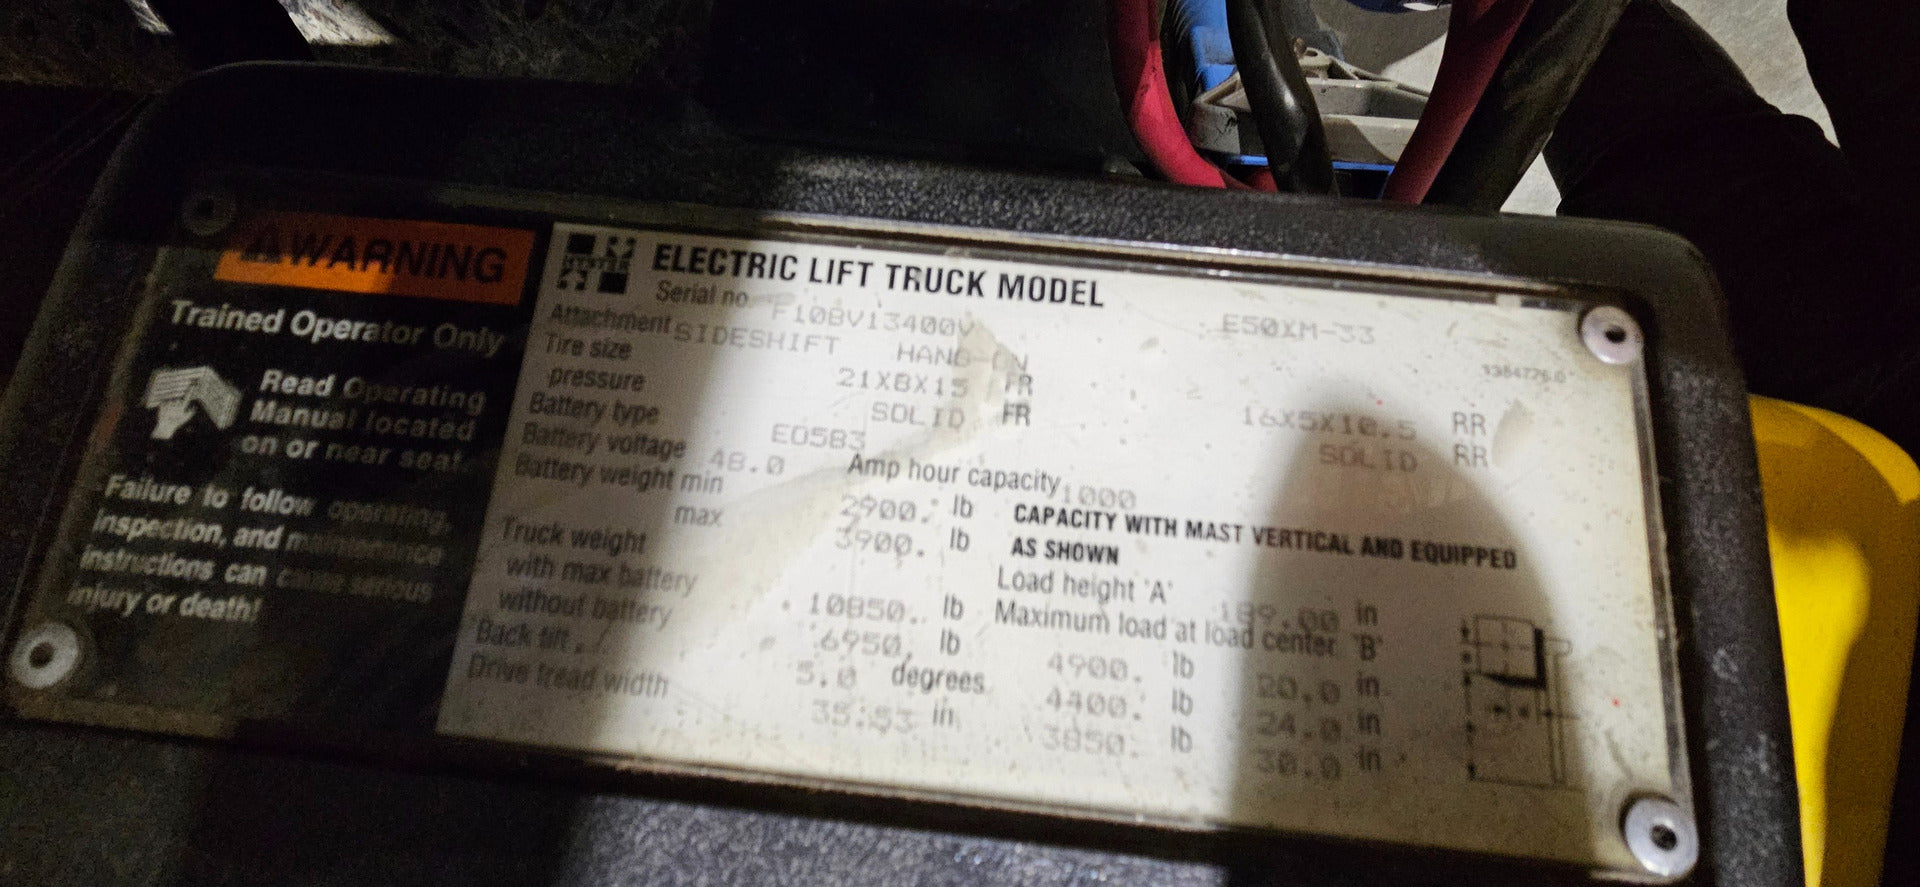 WARNING
Trained Operator Only
Read Operating
Manual located
on or near seat.
Failure to follow operating,
inspection, and maintenance
instructions can cause serious
injury or death!
HYSTER
ELECTRIC LIFT TRUCK MODEL
Serial no F108V13400V E50XM-33
Attachment SIDESHIFT HANG-ON
Tire size 21X8X15 FR 16X5X10.5 RR
pressure SOLID FR SOLID RR
Battery type EO583
Battery voltage 48.0 Amp hour capacity 1000
Battery weight min 2900. lb
max 3900. lb
Truck weight
with max battery 10850. lb
without battery 6950. lb
Back tilt 5.0 degrees
Drive tread width 35.53 in
CAPACITY WITH MAST VERTICAL AND EQUIPPED
AS SHOWN
Load height 'A' 189.00 in
Maximum load at load center 'B'
4900. lb 20.0 in
4400. lb 24.0 in
3850. lb 30.0 in